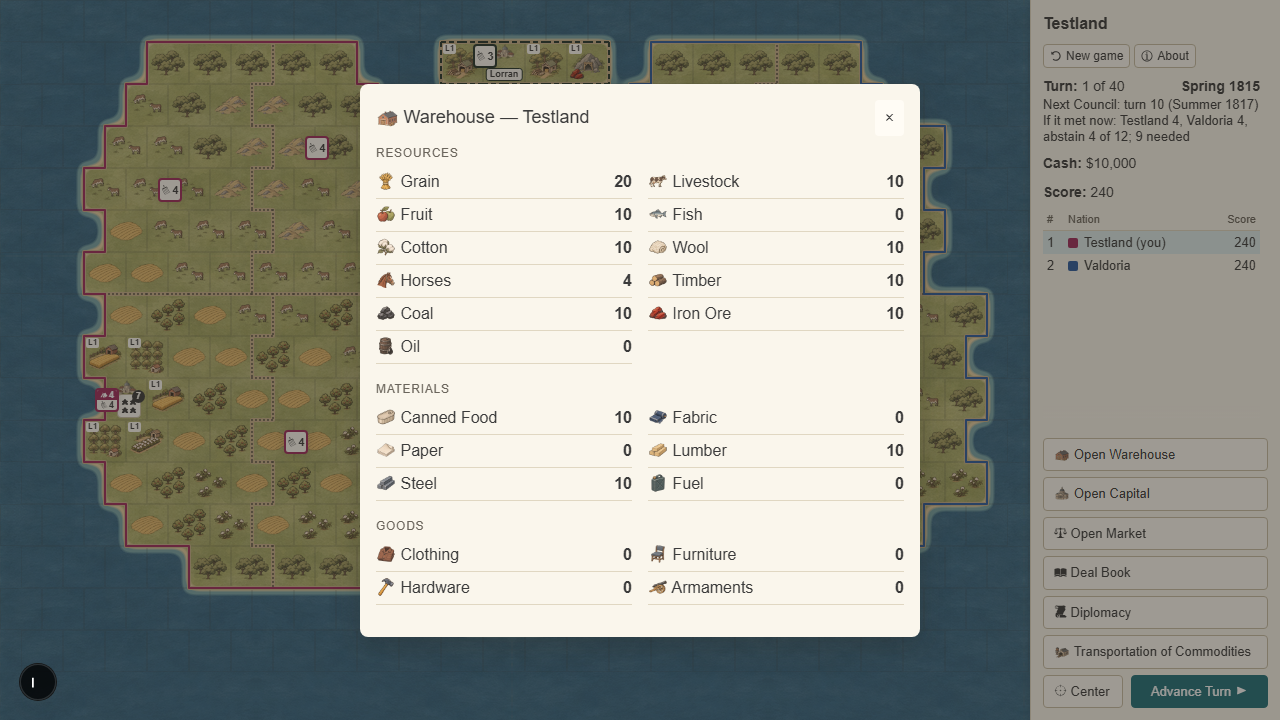 L1
3
L1
L1
Lorran
4
4
L1
L1
4
4
7
L1
L1
L1
4
Warehouse — Testland
×
RESOURCES
Grain 20
Livestock 10
Fruit 10
Fish 0
Cotton 10
Wool 10
Horses 4
Timber 10
Coal 10
Iron Ore 10
Oil 0
MATERIALS
Canned Food 10
Fabric 0
Paper 0
Lumber 10
Steel 10
Fuel 0
GOODS
Clothing 0
Furniture 0
Hardware 0
Armaments 0
Testland
New game
About
Turn: 1 of 40 Spring 1815
Next Council: turn 10 (Summer 1817)
If it met now: Testland 4, Valdoria 4,
abstain 4 of 12; 9 needed
Cash: $10,000
Score: 240
# Nation Score
1 Testland (you) 240
2 Valdoria 240
Open Warehouse
Open Capital
Open Market
Deal Book
Diplomacy
Transportation of Commodities
Center
Advance Turn